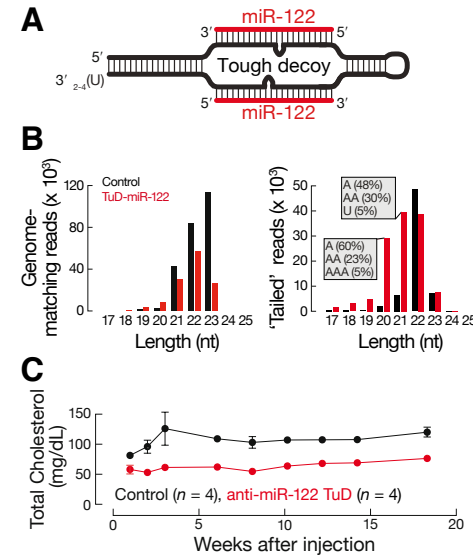 A
miR-122
3′ 5′
5′
Tough decoy
3′ 2-4(U)
5′ 3′
miR-122
B
Control
TuD-miR-122
Genome-
matching reads (x 10³)
120
80
40
0
17 18 19 20 21 22 23 24 25
Length (nt)
'Tailed' reads (x 10³)
50
40
30
20
10
0
A (48%)
AA (30%)
U (5%)
A (60%)
AA (23%)
AAA (5%)
17 18 19 20 21 22 23 24 25
Length (nt)
C
Total Cholesterol
(mg/dL)
150
100
50
0
Control (n = 4), anti-miR-122 TuD (n = 4)
0 5 10 15 20
Weeks after injection